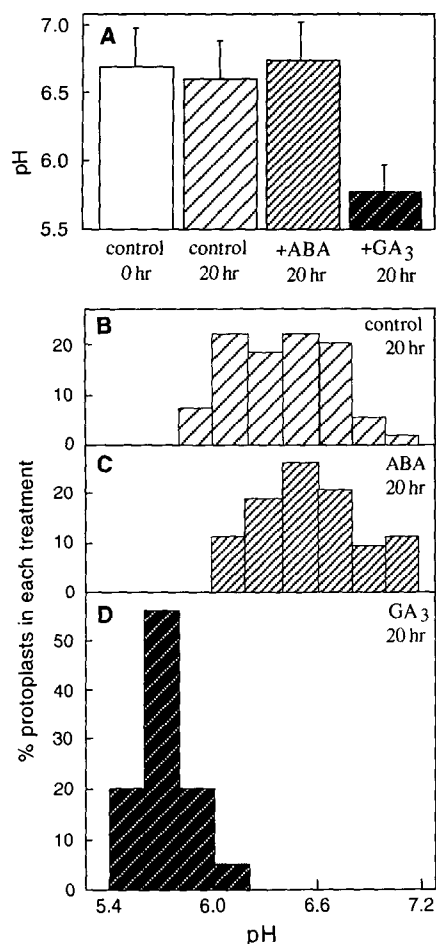 A
7.0
6.5
6.0
5.5
pH
control
0 hr
control
20 hr
+ABA
20 hr
+GA3
20 hr
B
control
20 hr
20
10
0
C
ABA
20 hr
20
10
0
D
GA3
20 hr
50
40
30
20
10
0
% protoplasts in each treatment
5.4
6.0
6.6
7.2
pH